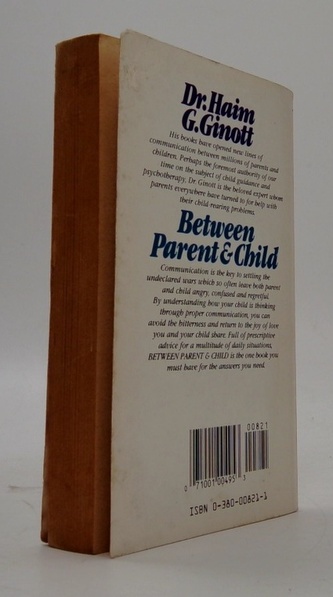 Dr. Haim
G. Ginott
His books have opened new lines of
communication between millions of parents and
children. Perhaps the foremost authority of our
time on the subject of child guidance and
psychotherapy, Dr. Ginott is the beloved expert whom
parents everywhere have turned to for help with
their child-rearing problems.
Between
Parent & Child
Communication is the key to settling the
undeclared wars which so often leave both parent
and child angry, confused and regretful.
By understanding how your child is thinking
through proper communication, you can
avoid the bitterness and return to the joy of love
you and your child share. Full of prescriptive
advice for a multitude of daily situations,
BETWEEN PARENT & CHILD is the one book you
must have for the answers you need.
00821
0 71001 00495 3
ISBN 0-380-00821-1